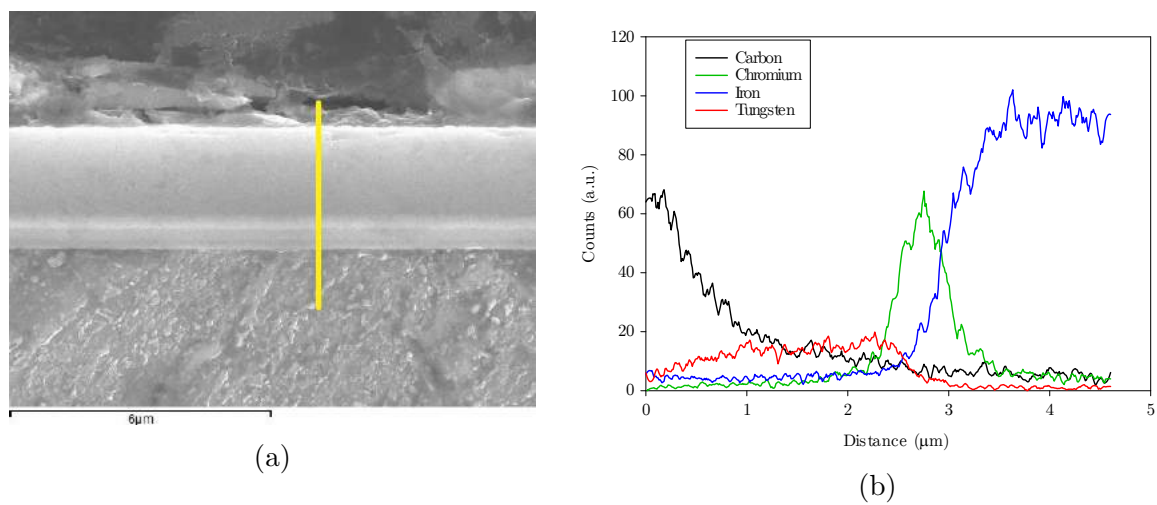 6μm
(a)
120
100
80
60
40
20
0
Counts (a.u.)
Carbon
Chromium
Iron
Tungsten
0 1 2 3 4 5
Distance (μm)
(b)